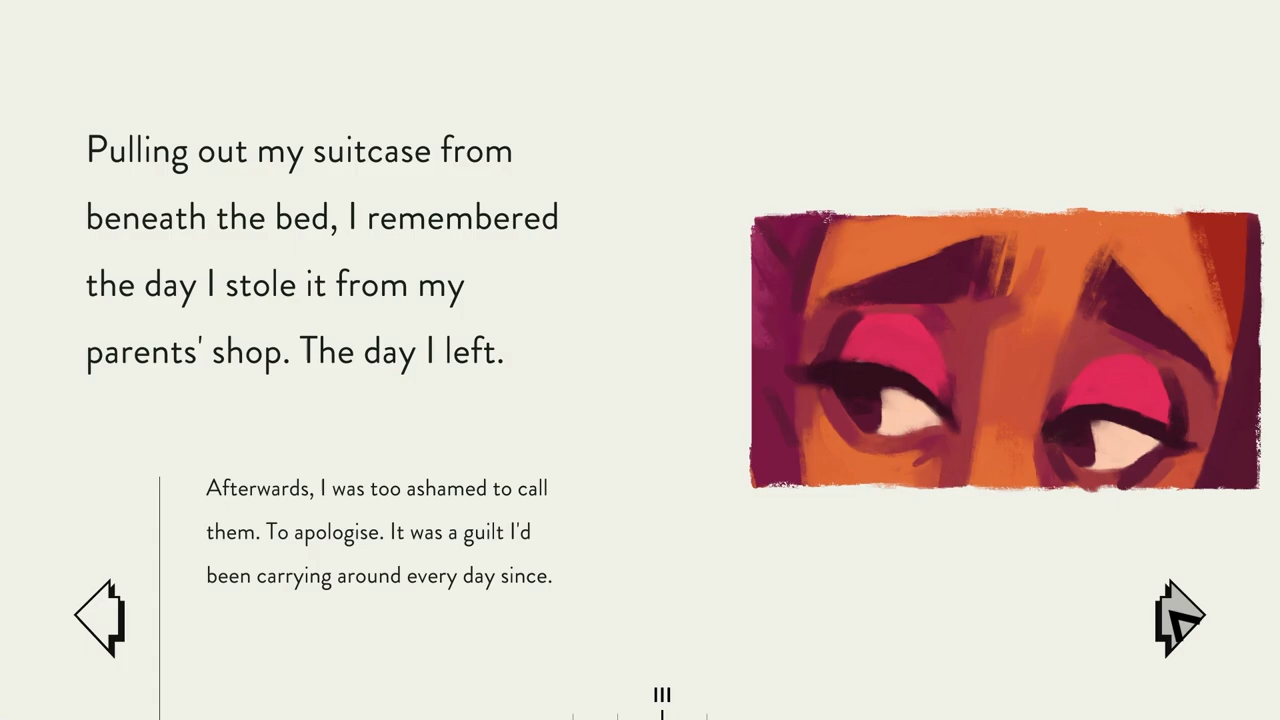 Pulling out my suitcase from
beneath the bed, I remembered
the day I stole it from my
parents' shop. The day I left.
Afterwards, I was too ashamed to call
them. To apologise. It was a guilt I'd
been carrying around every day since.
III